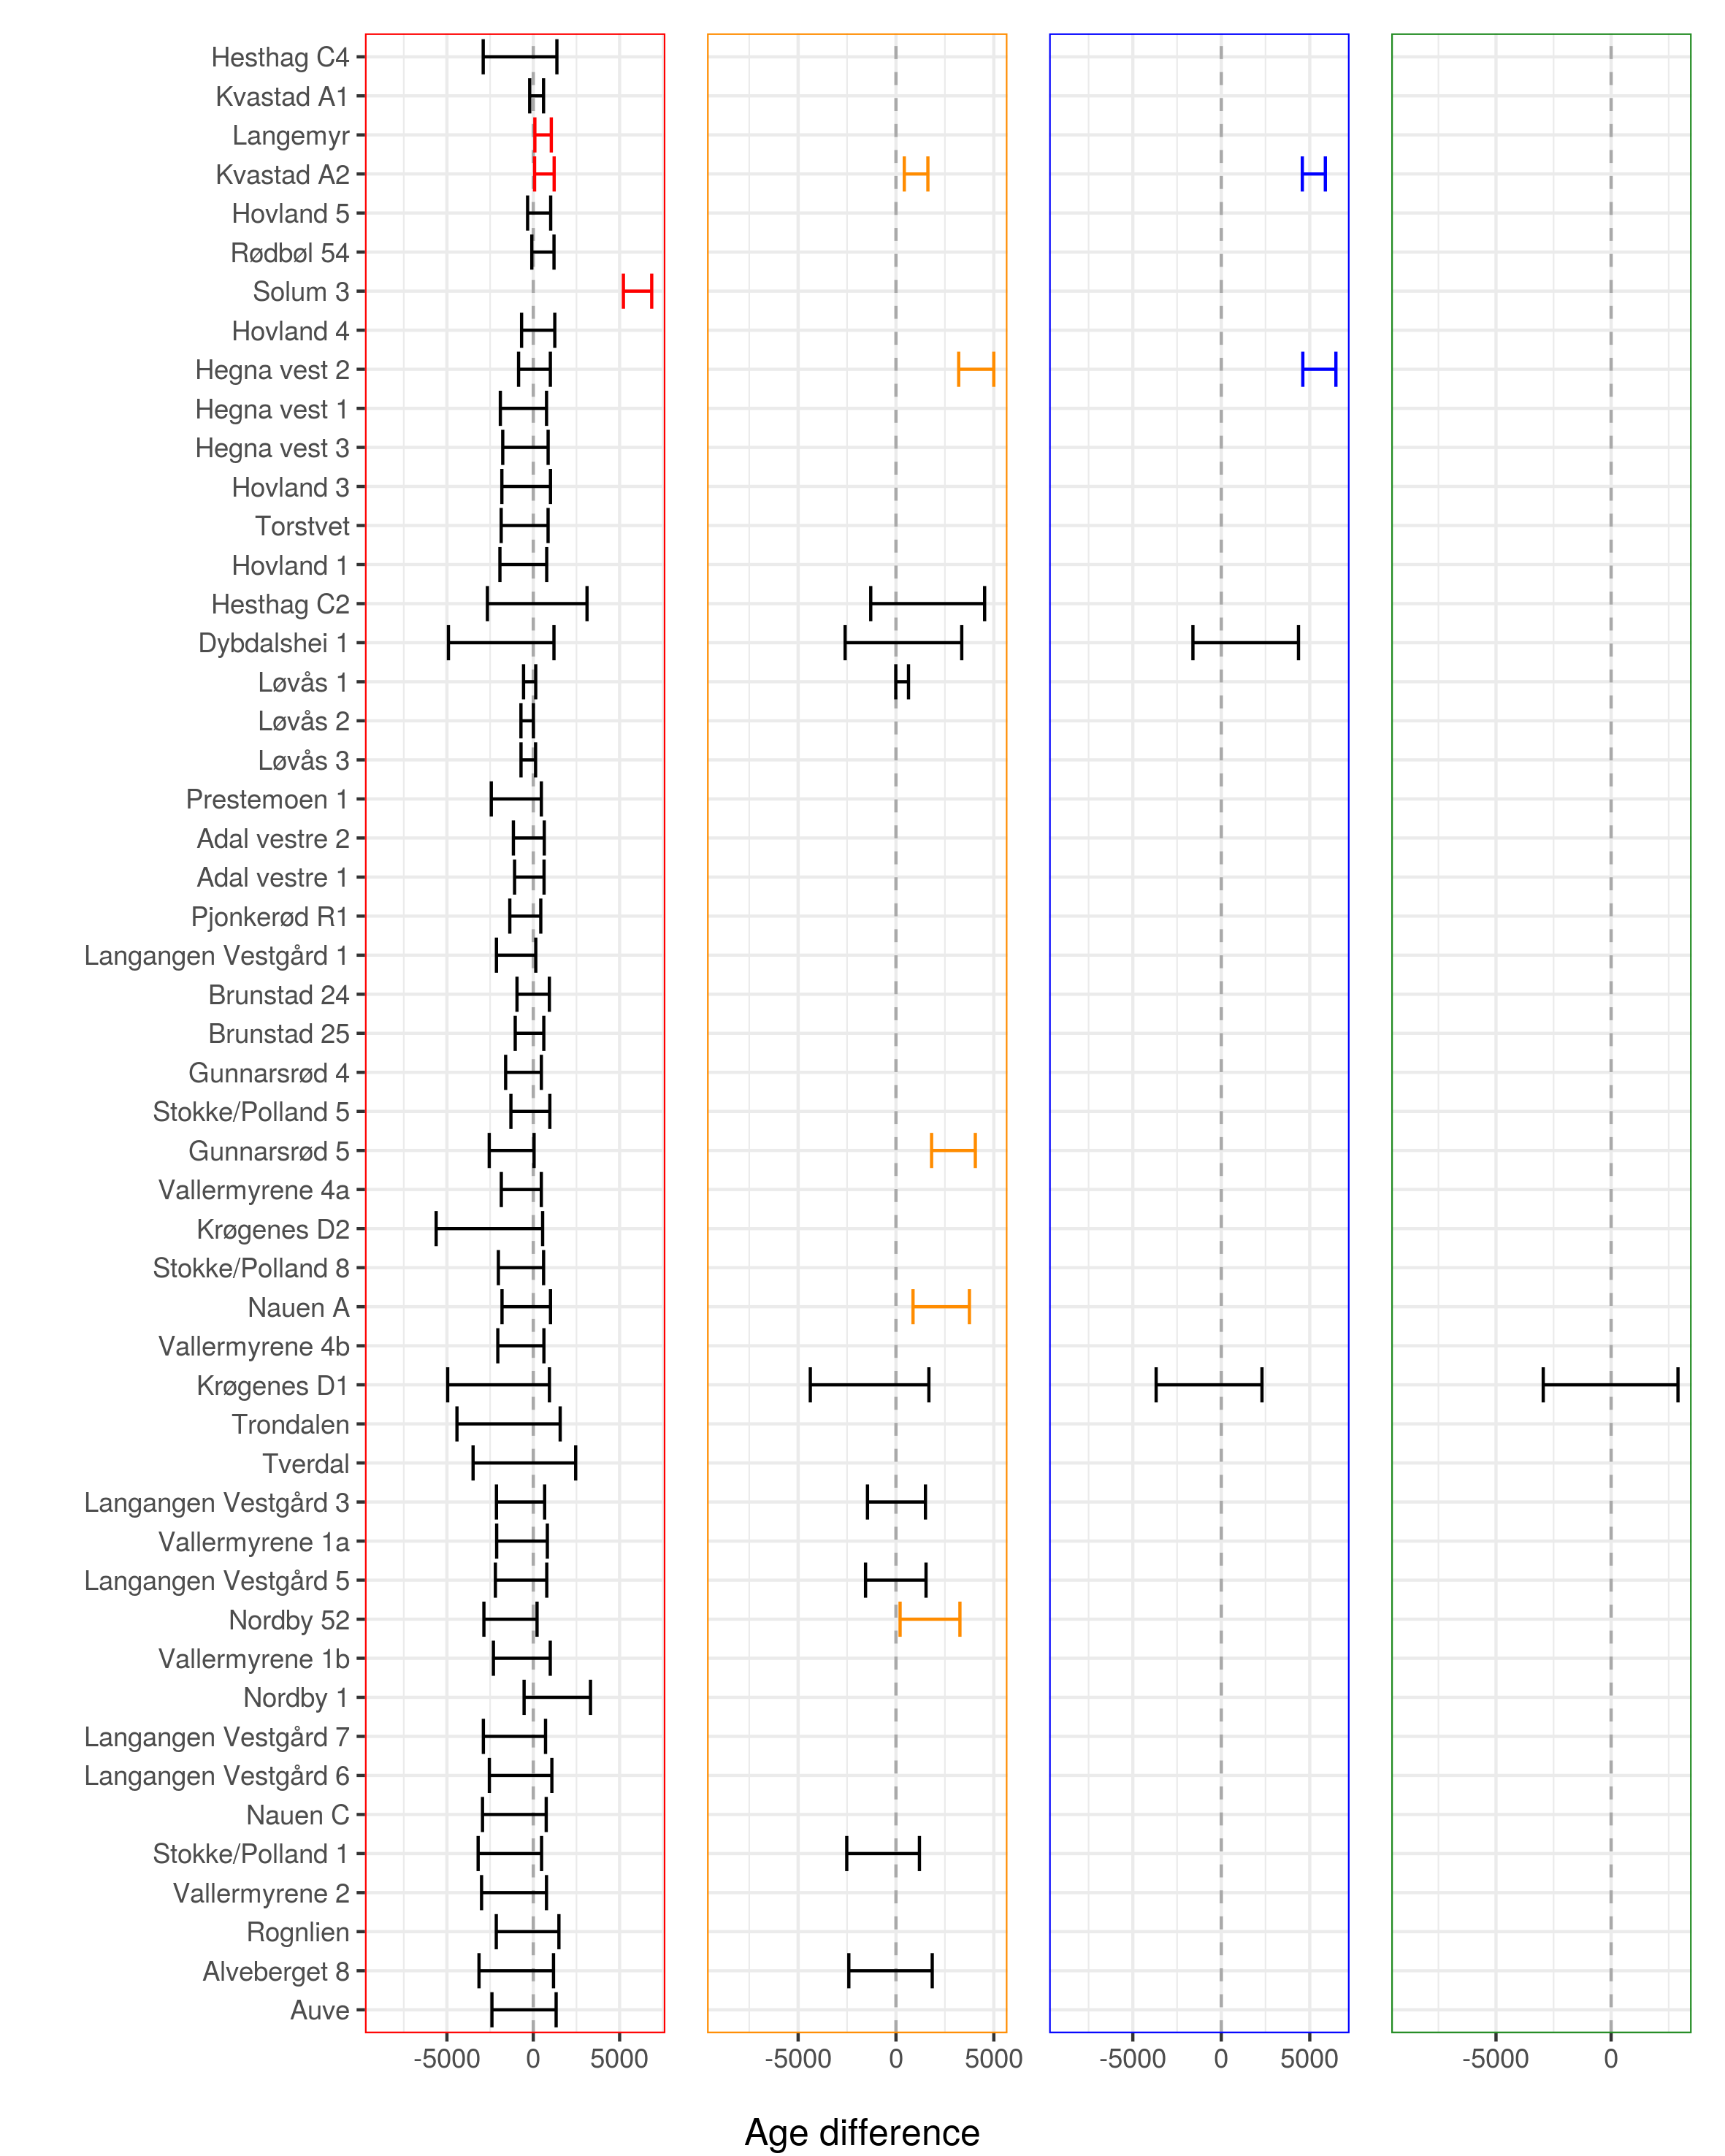 Hesthag C4
Kvastad A1
Langemyr
Kvastad A2
Hovland 5
Rødbøl 54
Solum 3
Hovland 4
Hegna vest 2
Hegna vest 1
Hegna vest 3
Hovland 3
Torstvet
Hovland 1
Hesthag C2
Dybdalshei 1
Løvås 1
Løvås 2
Løvås 3
Prestemoen 1
Adal vestre 2
Adal vestre 1
Pjonkerød R1
Langangen Vestgård 1
Brunstad 24
Brunstad 25
Gunnarsrød 4
Stokke/Polland 5
Gunnarsrød 5
Vallermyrene 4a
Krøgenes D2
Stokke/Polland 8
Nauen A
Vallermyrene 4b
Krøgenes D1
Trondalen
Tverdal
Langangen Vestgård 3
Vallermyrene 1a
Langangen Vestgård 5
Nordby 52
Vallermyrene 1b
Nordby 1
Langangen Vestgård 7
Langangen Vestgård 6
Nauen C
Stokke/Polland 1
Vallermyrene 2
Rognlien
Alveberget 8
Auve
-5000 0 5000 -5000 0 5000 -5000 0 5000 -5000 0
Age difference